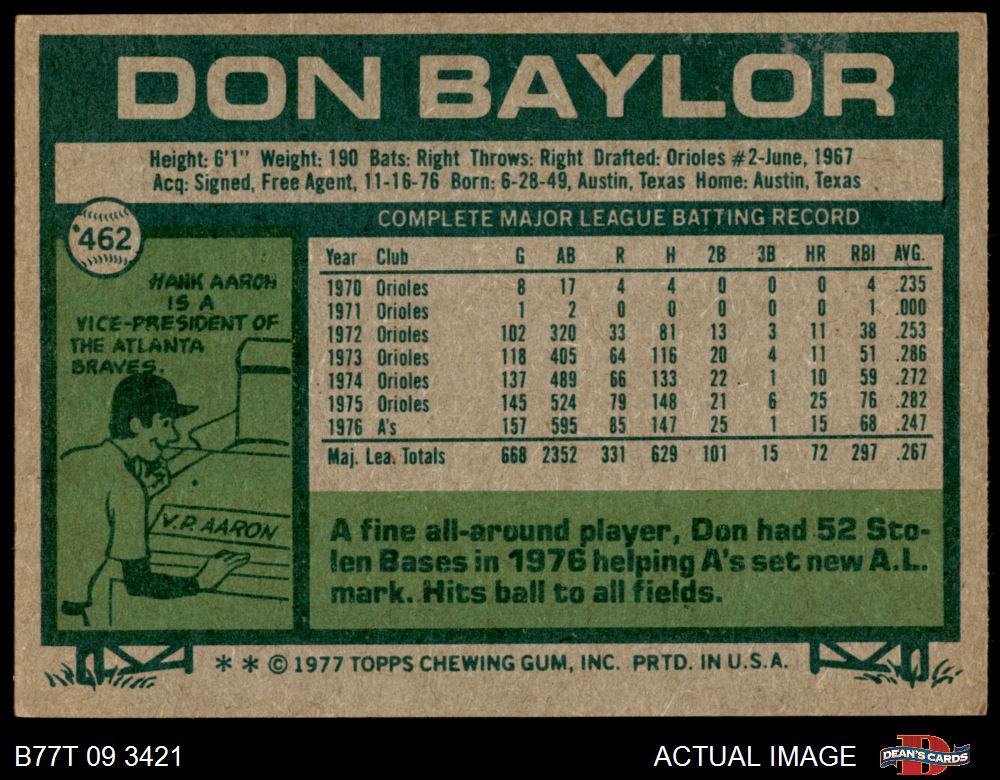 DON BAYLOR
Height: 6'1" Weight: 190 Bats: Right Throws: Right Drafted: Orioles #2-June, 1967
Acq: Signed, Free Agent, 11-16-76 Born: 6-28-49, Austin, Texas Home: Austin, Texas
462
COMPLETE MAJOR LEAGUE BATTING RECORD
Year Club G AB R H 2B 3B HR RBI AVG.
1970 Orioles 8 17 4 4 0 0 0 4 .235
1971 Orioles 1 2 0 0 0 0 0 1 .000
1972 Orioles 102 320 33 81 13 3 11 38 .253
1973 Orioles 118 405 64 116 20 4 11 51 .286
1974 Orioles 137 489 66 133 22 1 10 59 .272
1975 Orioles 145 524 79 148 21 6 25 76 .282
1976 A's 157 595 85 147 25 1 15 68 .247
Maj. Lea. Totals 668 2352 331 629 101 15 72 297 .267
HANK AARON
IS A
VICE-PRESIDENT OF
THE ATLANTA
BRAVES.
V.P. AARON
A fine all-around player, Don had 52 Sto-
len Bases in 1976 helping A's set new A.L.
mark. Hits ball to all fields.
* * © 1977 TOPPS CHEWING GUM, INC. PRTD. IN U.S.A.
B77T 09 3421
ACTUAL IMAGE
DEAN'S CARDS